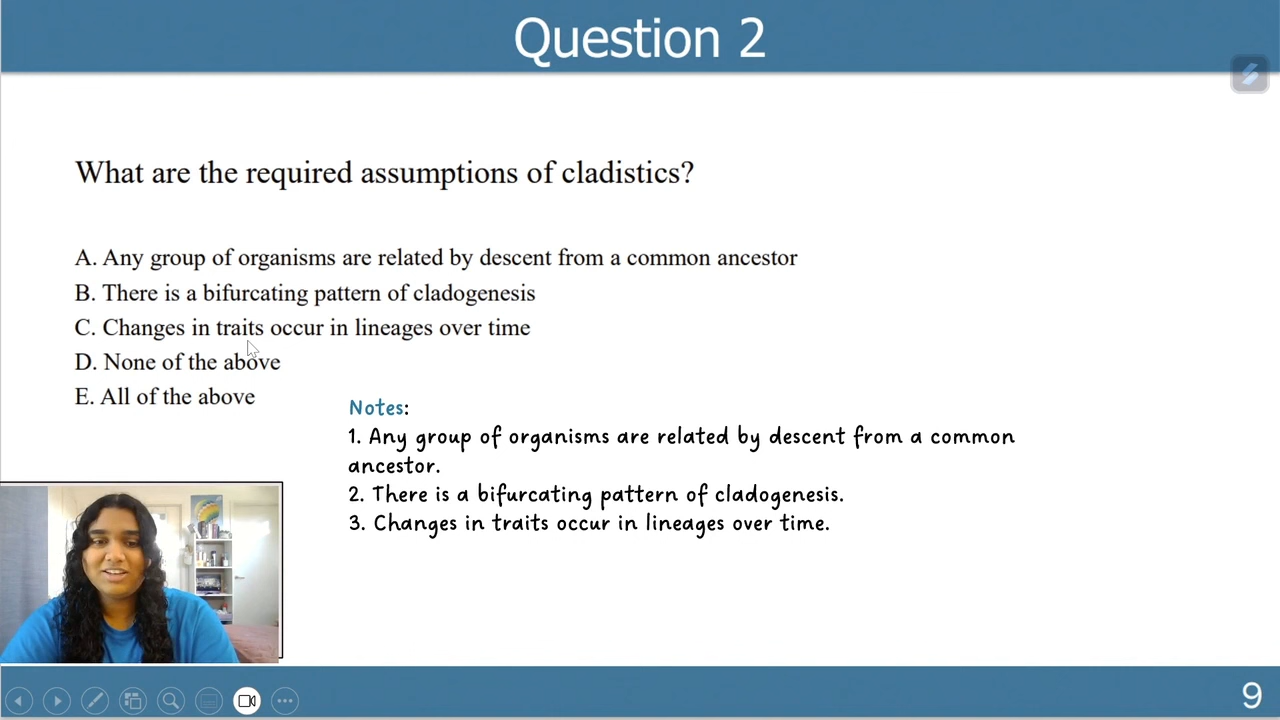 Question 2
What are the required assumptions of cladistics?
A. Any group of organisms are related by descent from a common ancestor
B. There is a bifurcating pattern of cladogenesis
C. Changes in traits occur in lineages over time
D. None of the above
E. All of the above
Notes:
1. Any group of organisms are related by descent from a common
ancestor.
2. There is a bifurcating pattern of cladogenesis.
3. Changes in traits occur in lineages over time.
9